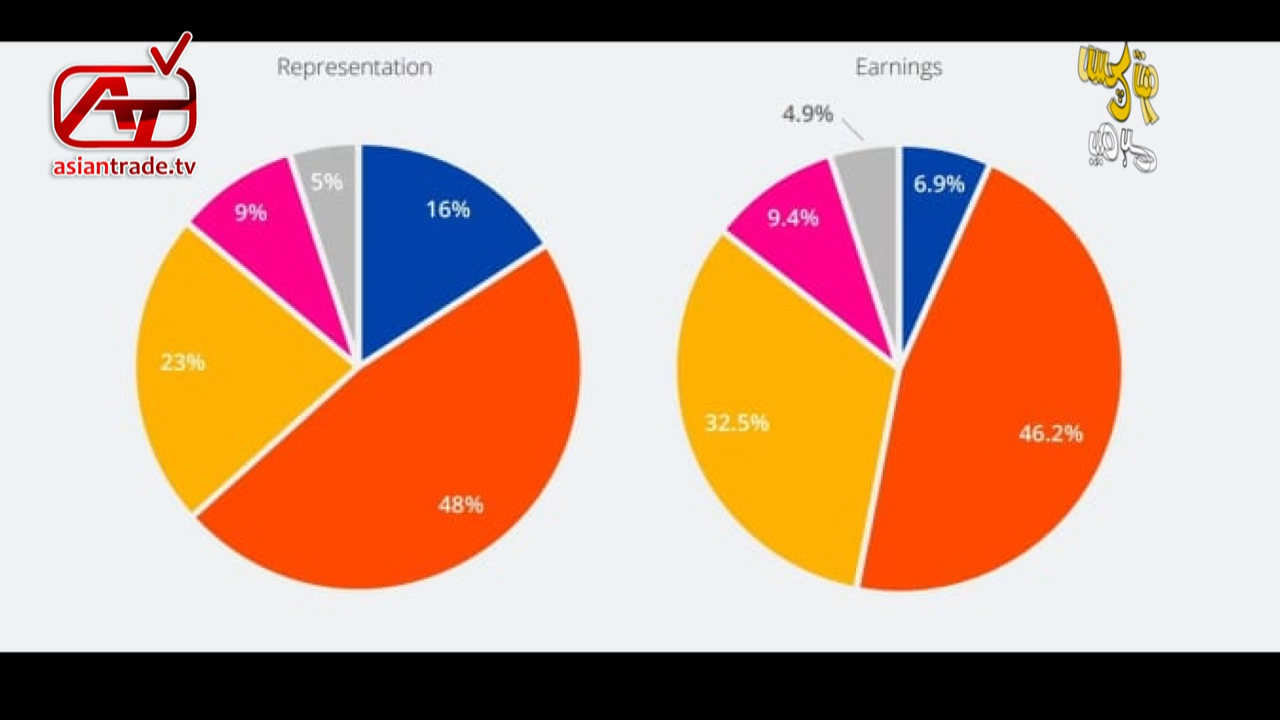 Representation
Earnings
AT
asiantrade.tv
5%
16%
9%
23%
48%
4.9%
6.9%
9.4%
32.5%
46.2%